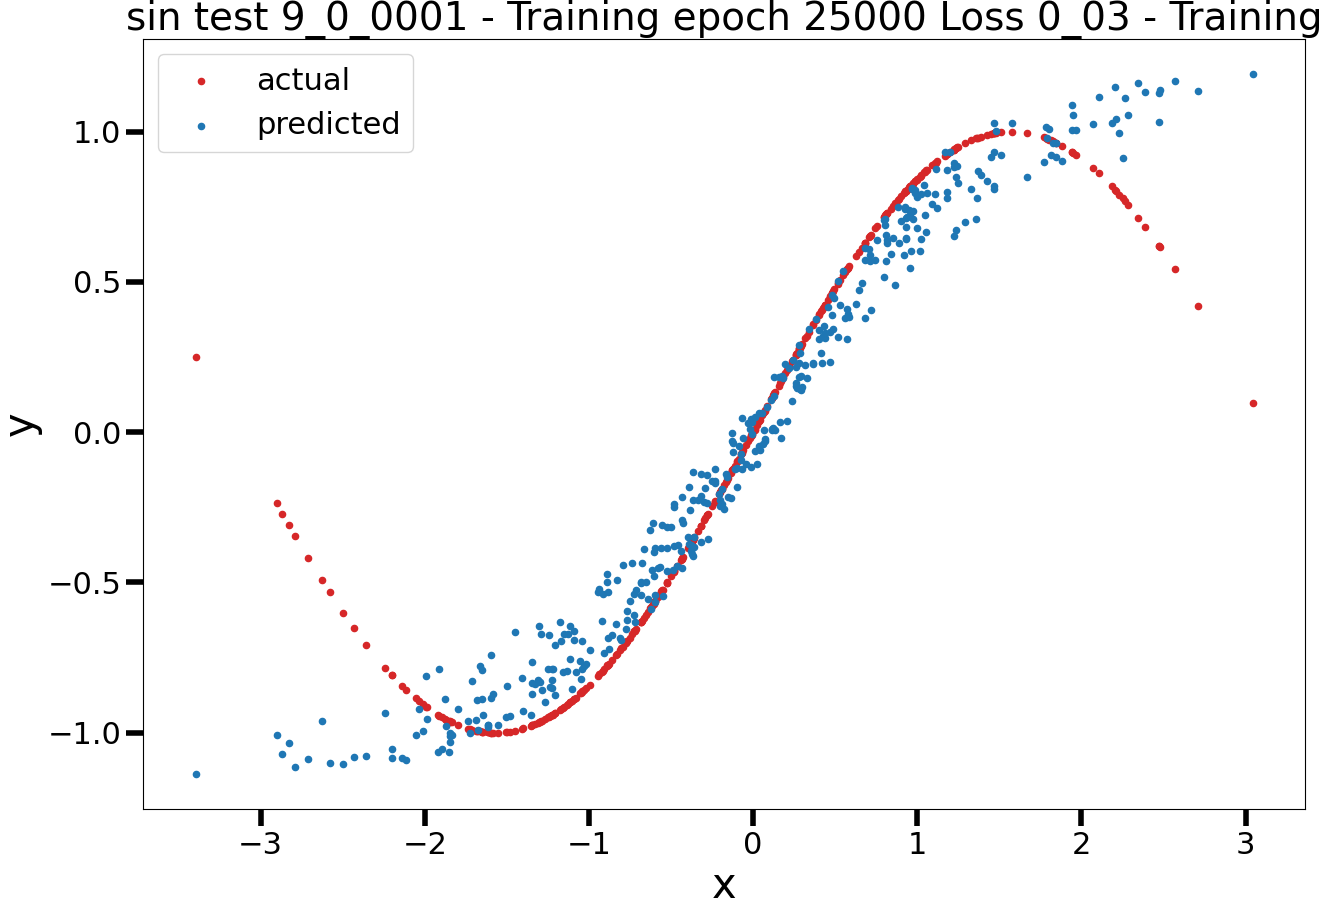 sin test 9_0_0001 - Training epoch 25000 Loss 0_03 - Training
actual
predicted
1.0
0.5
0.0
−0.5
−1.0
y
−3 −2 −1 0 1 2 3
x